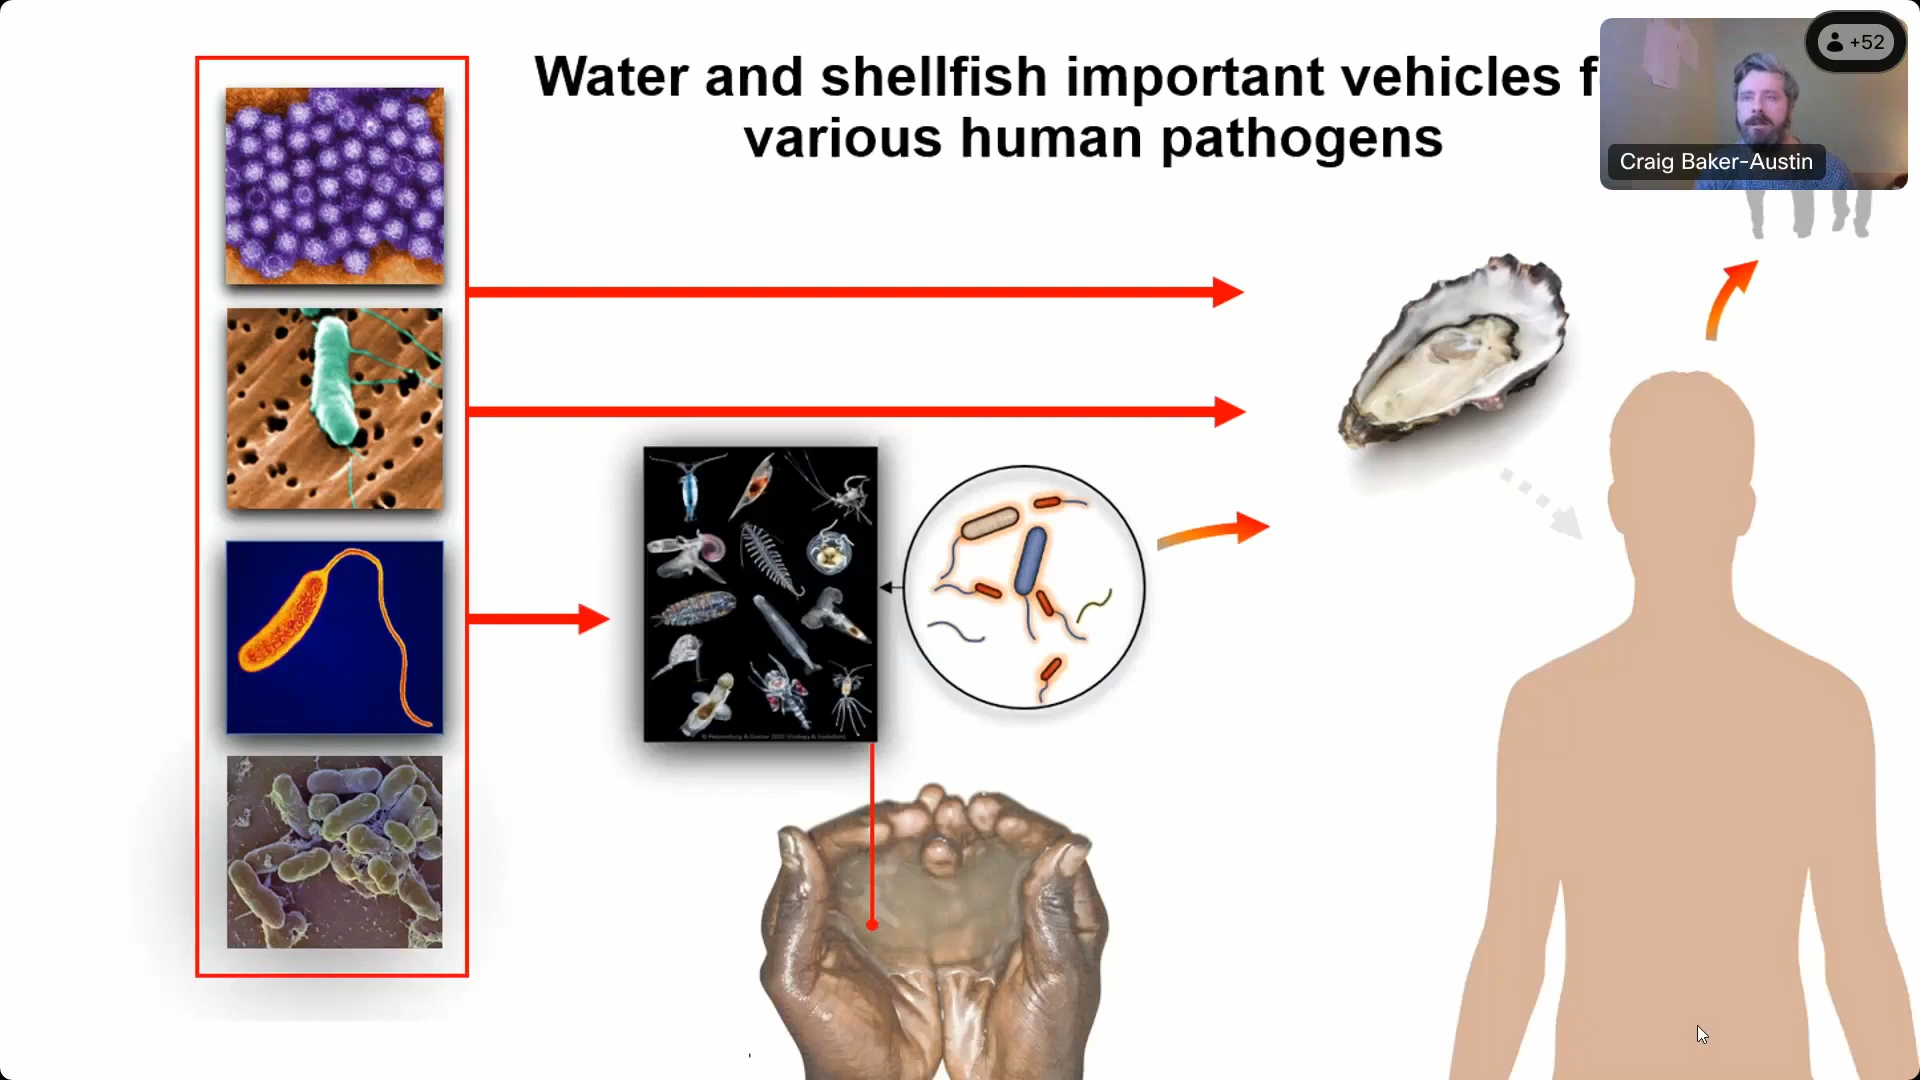 Water and shellfish important vehicles f
various human pathogens
+52
Craig Baker-Austin